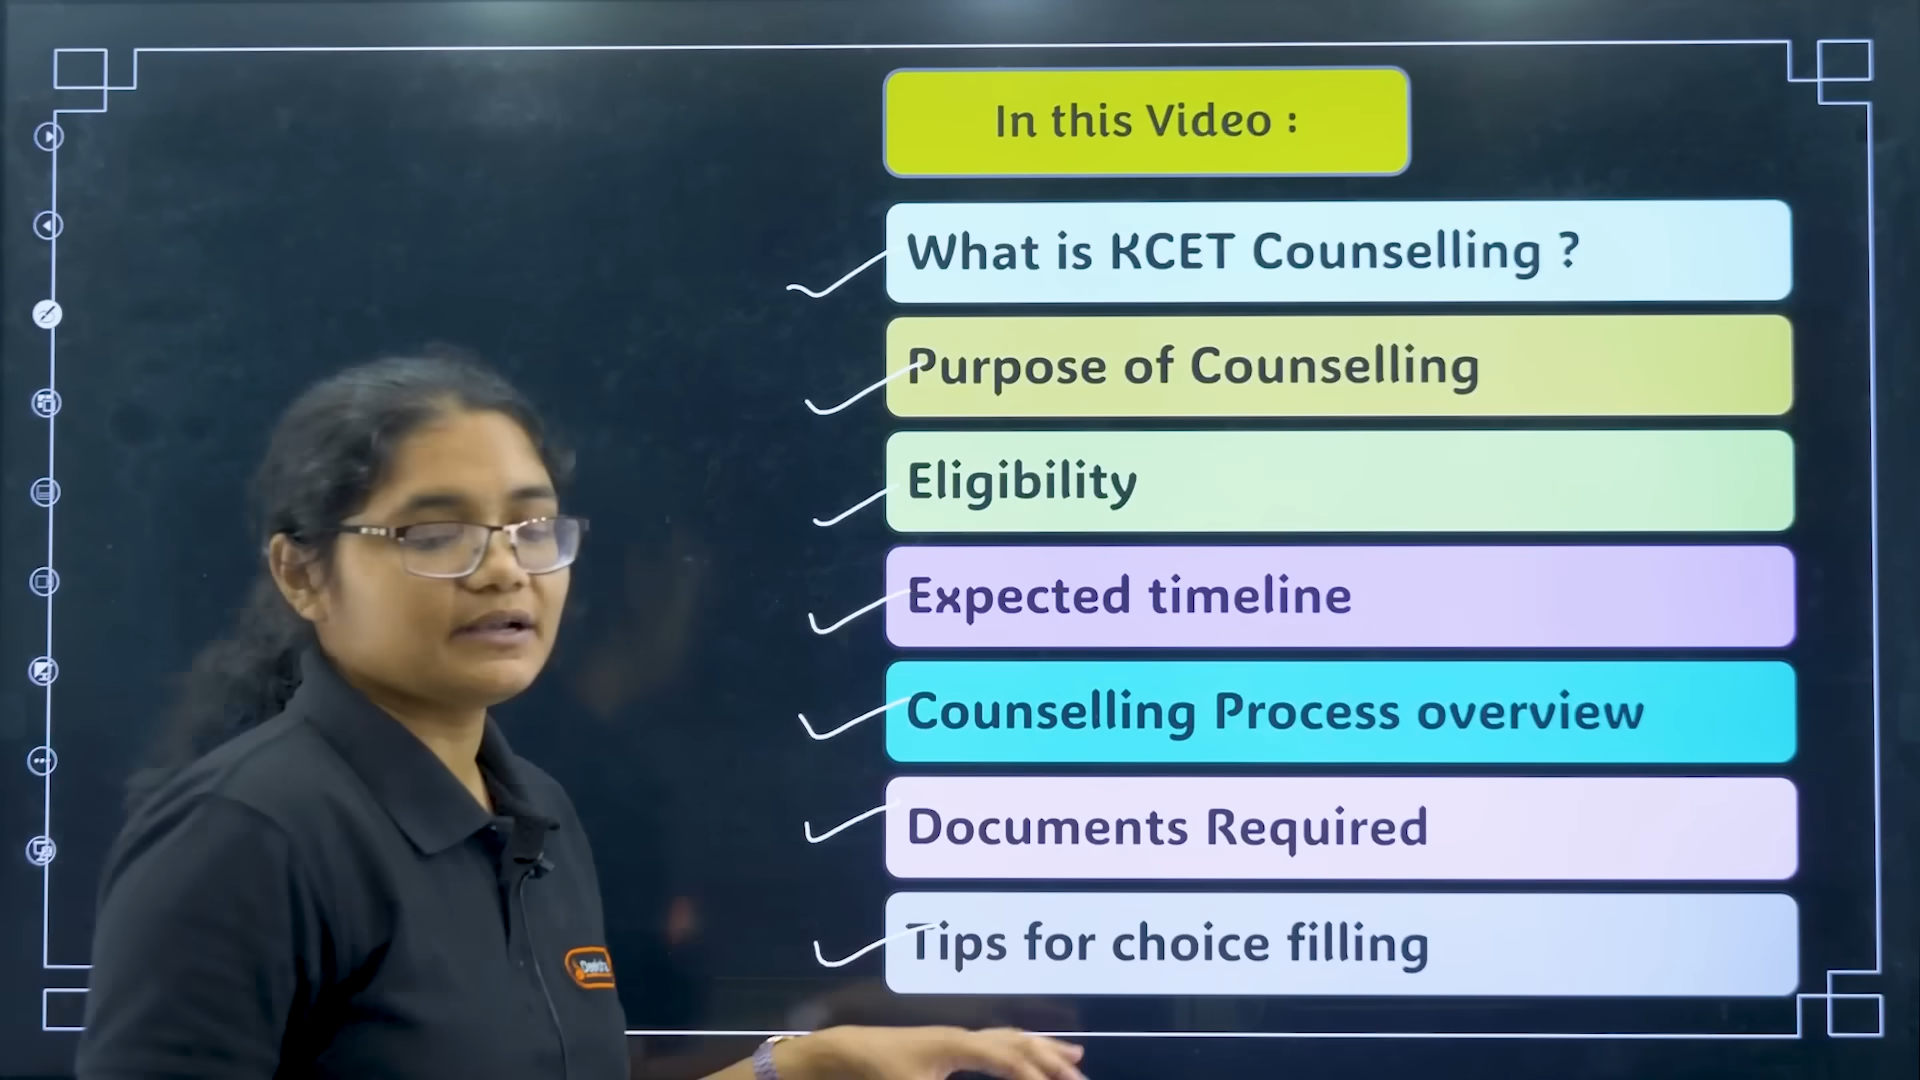 In this Video :
What is KCET Counselling ?
Purpose of Counselling
Eligibility
Expected timeline
Counselling Process overview
Documents Required
Tips for choice filling